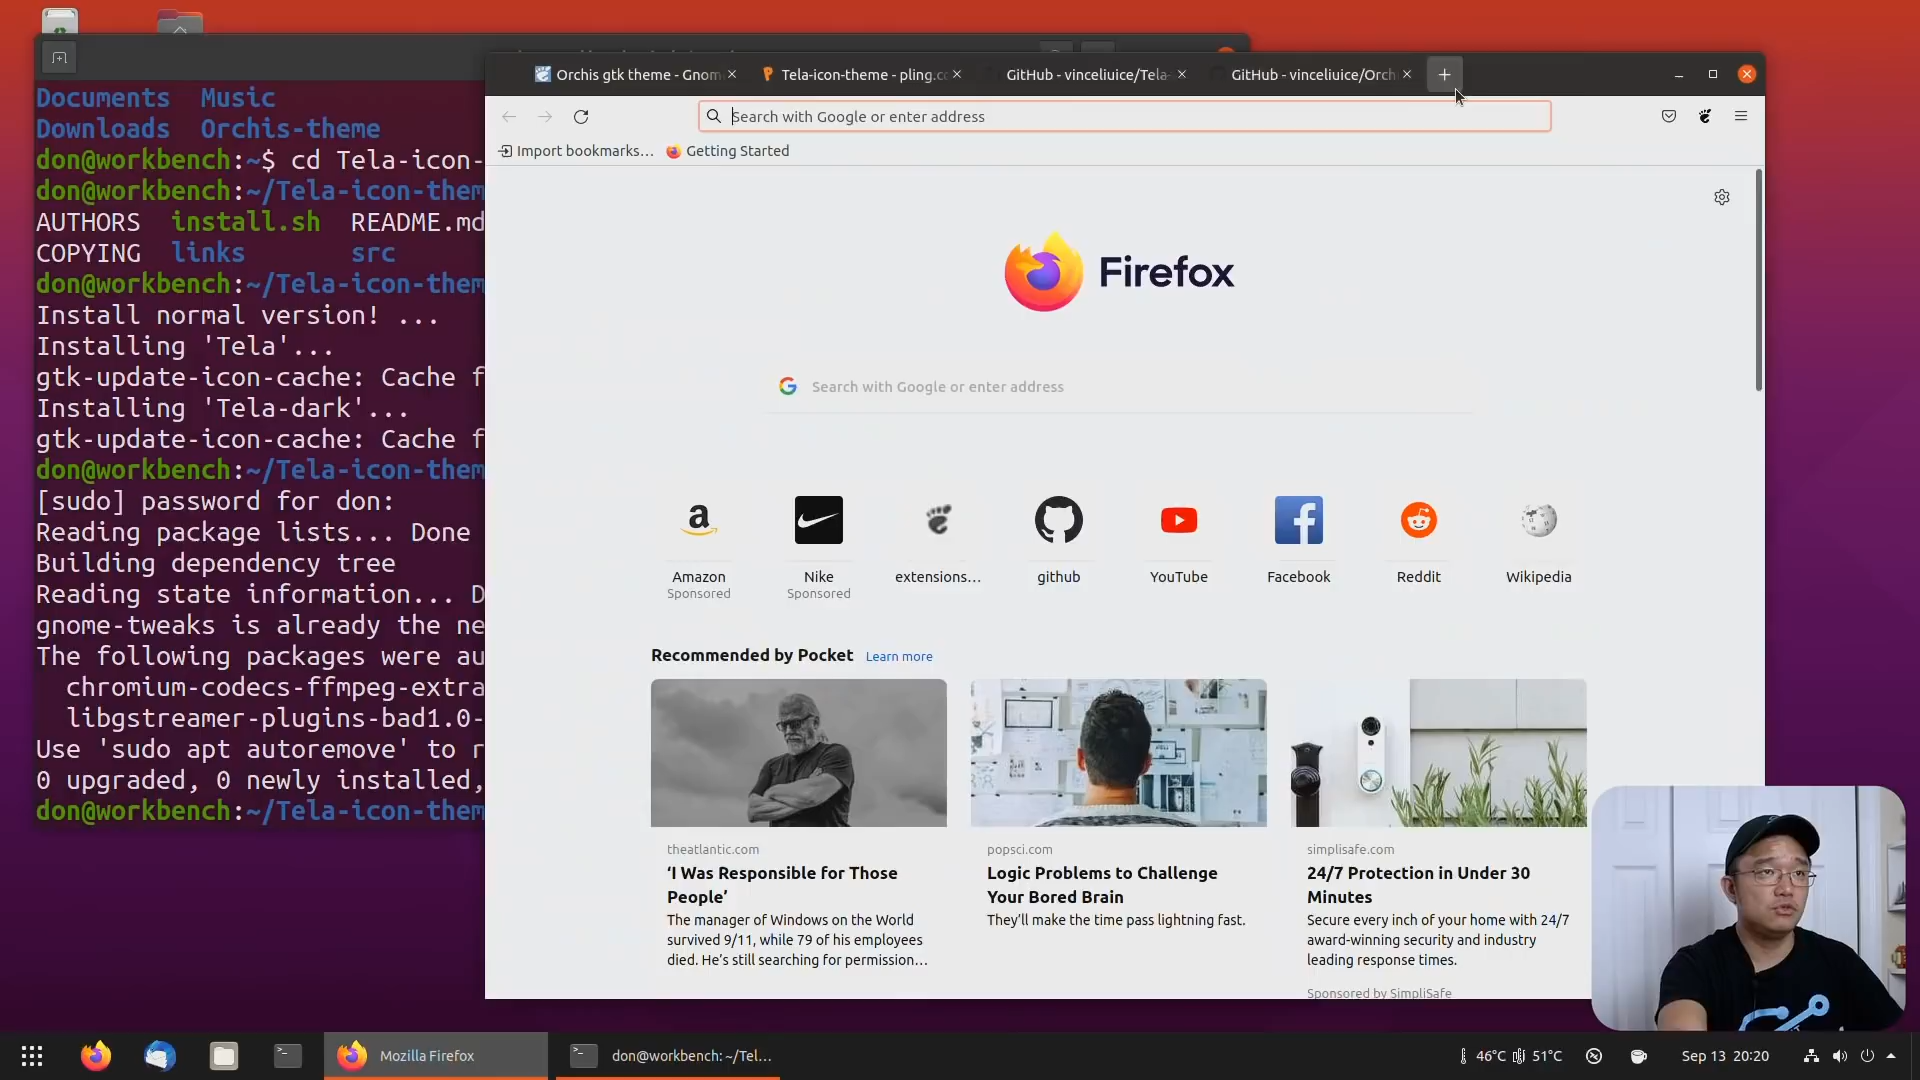 Documents  Music
Downloads  Orchis-theme
don@workbench:~$ cd Tela-icon-
don@workbench:~/Tela-icon-them
AUTHORS  install.sh  README.md
COPYING  links  src
don@workbench:~/Tela-icon-them
Install normal version! ...
Installing 'Tela'...
gtk-update-icon-cache: Cache f
Installing 'Tela-dark'...
gtk-update-icon-cache: Cache f
don@workbench:~/Tela-icon-them
[sudo] password for don:
Reading package lists... Done
Building dependency tree
Reading state information... D
gnome-tweaks is already the ne
The following packages were au
chromium-codecs-ffmpeg-extra
libgstreamer-plugins-bad1.0-
Use 'sudo apt autoremove' to r
0 upgraded, 0 newly installed,
don@workbench:~/Tela-icon-them
Orchis gtk theme - Gnom
Tela-icon-theme - pling.c
GitHub - vinceliuice/Tela-
GitHub - vinceliuice/Orch
Search with Google or enter address
Import bookmarks...
Getting Started
Firefox
Search with Google or enter address
Amazon
Sponsored
Nike
Sponsored
extensions...
github
YouTube
Facebook
Reddit
Wikipedia
Recommended by Pocket Learn more
theatlantic.com
‘I Was Responsible for Those
People’
The manager of Windows on the World
survived 9/11, while 79 of his employees
died. He’s still searching for permission...
popsci.com
Logic Problems to Challenge
Your Bored Brain
They’ll make the time pass lightning fast.
simplisafe.com
24/7 Protection in Under 30
Minutes
Secure every inch of your home with 24/7
award-winning security and industry
leading response times.
Sponsored by SimpliSafe
Mozilla Firefox
don@workbench: ~/Tel...
46°C
51°C
Sep 13 20:20